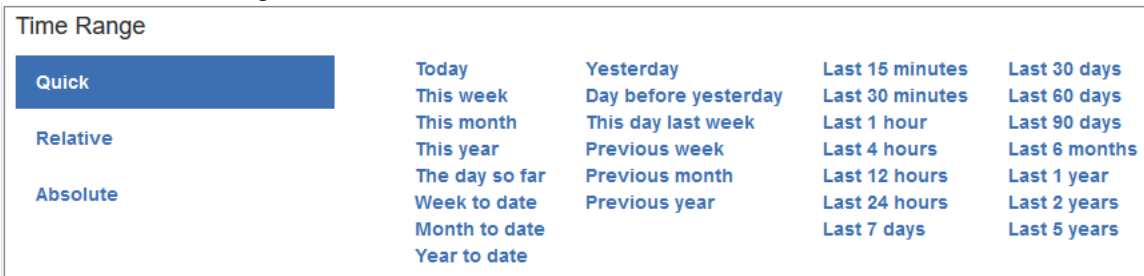 Time Range
Quick
Relative
Absolute
Today
This week
This month
This year
The day so far
Week to date
Month to date
Year to date
Yesterday
Day before yesterday
This day last week
Previous week
Previous month
Previous year
Last 15 minutes
Last 30 minutes
Last 1 hour
Last 4 hours
Last 12 hours
Last 24 hours
Last 7 days
Last 30 days
Last 60 days
Last 90 days
Last 6 months
Last 1 year
Last 2 years
Last 5 years